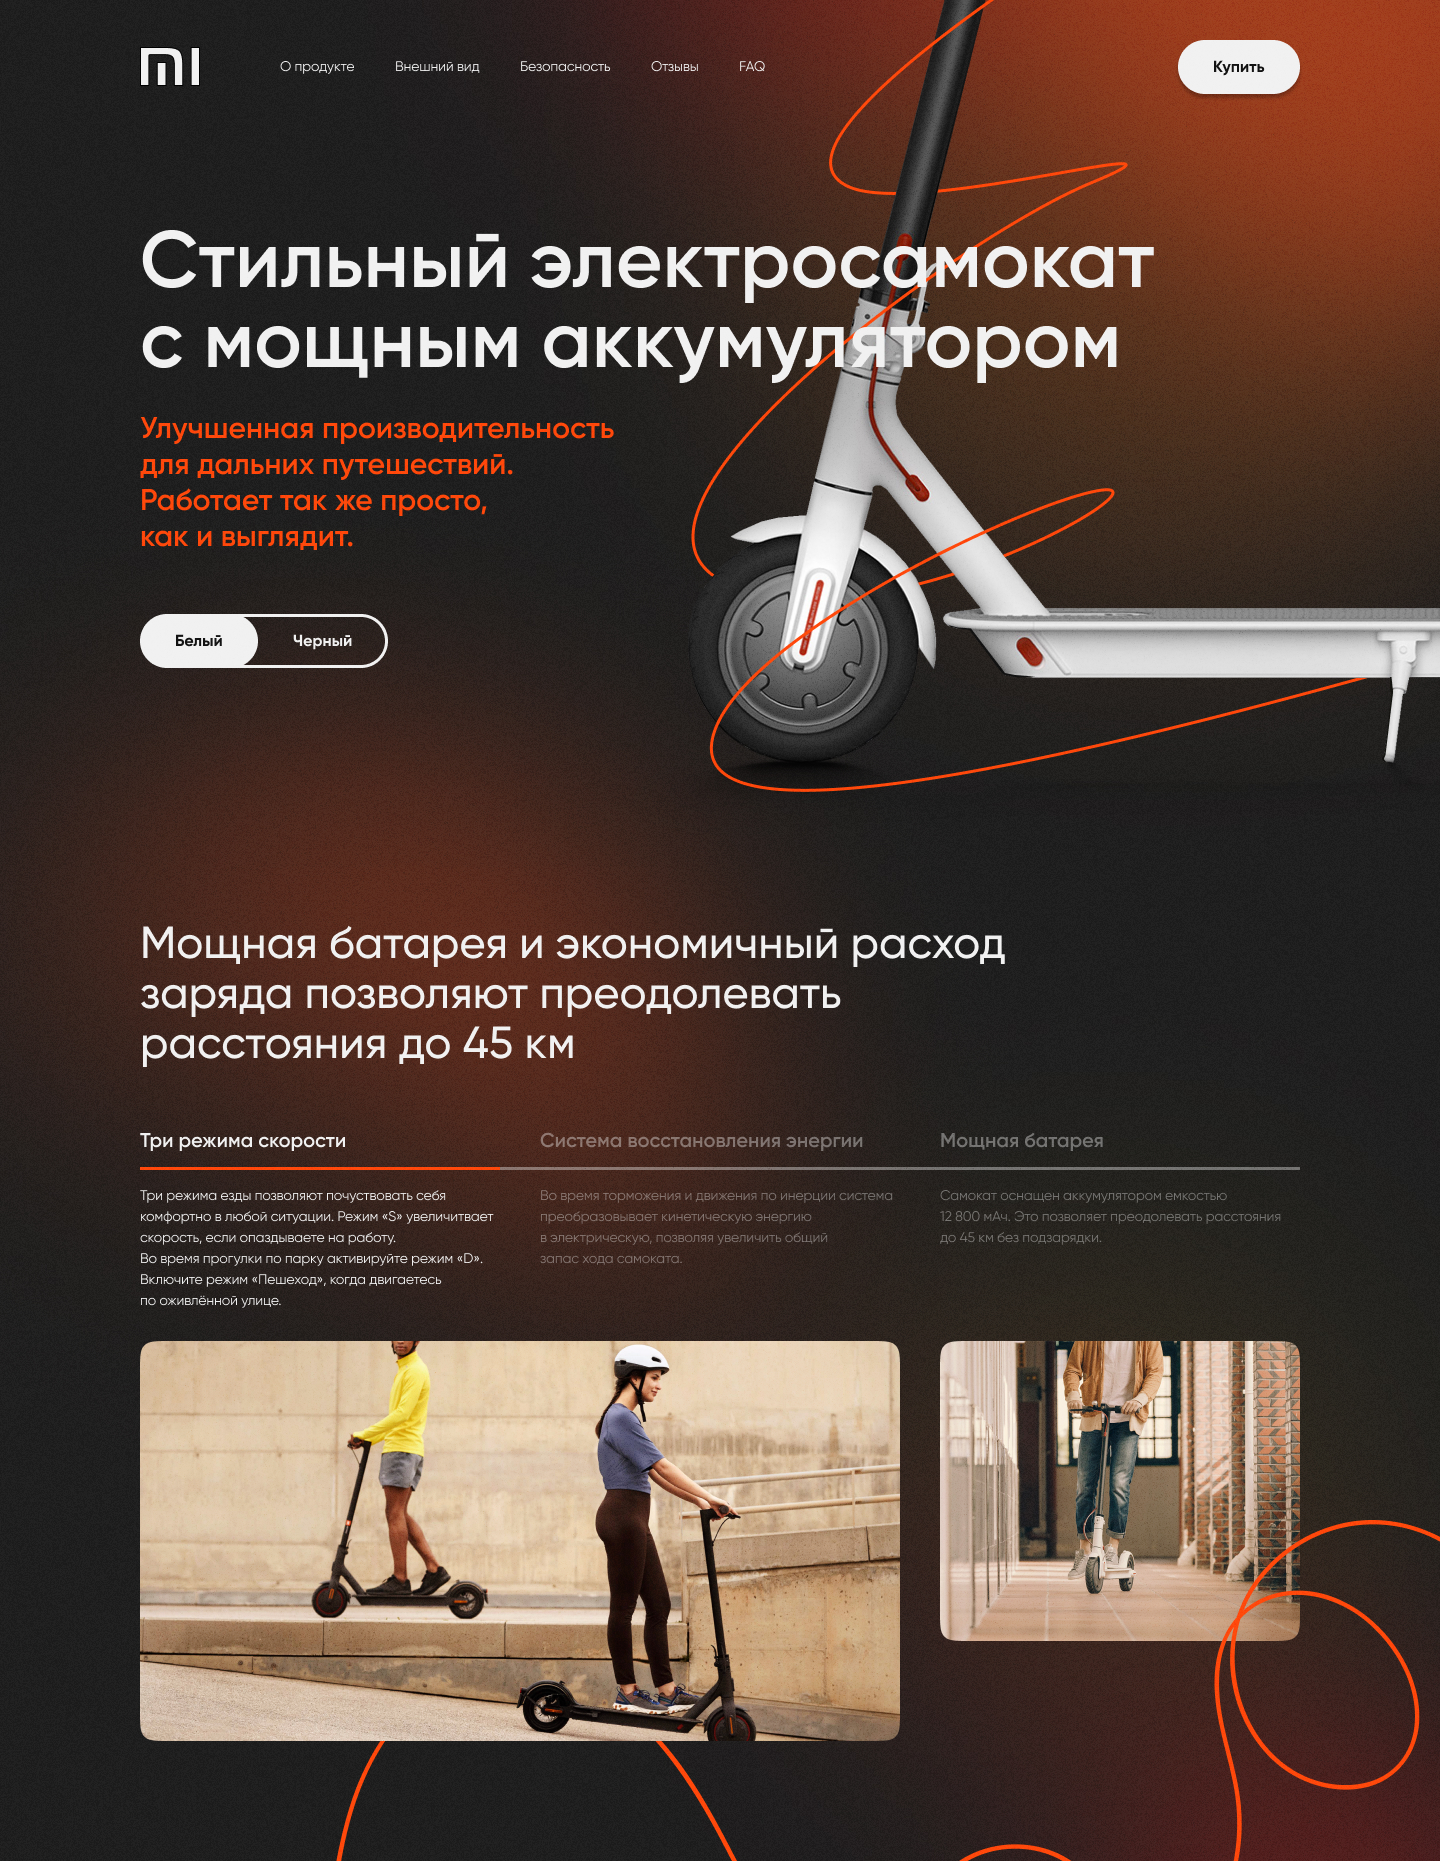 mi
О продукте
Внешний вид
Безопасность
Отзывы
FAQ
Купить
Стильный электросамокат
с мощным аккумулятором
Улучшенная производительность
для дальних путешествий.
Работает так же просто,
как и выглядит.
Белый
Черный
Мощная батарея и экономичный расход
заряда позволяют преодолевать
расстояния до 45 км
Три режима скорости
Три режима езды позволяют почуствовать себя
комфортно в любой ситуации. Режим «S» увеличитвает
скорость, если опаздываете на работу.
Во время прогулки по парку активируйте режим «D».
Включите режим «Пешеход», когда двигаетесь
по оживлённой улице.
Система восстановления энергии
Во время торможения и движения по инерции система
преобразовывает кинетическую энергию
в электрическую, позволяя увеличить общий
запас хода самоката.
Мощная батарея
Самокат оснащен аккумулятором емкостью
12 800 мАч. Это позволяет преодолевать расстояния
до 45 км без подзарядки.